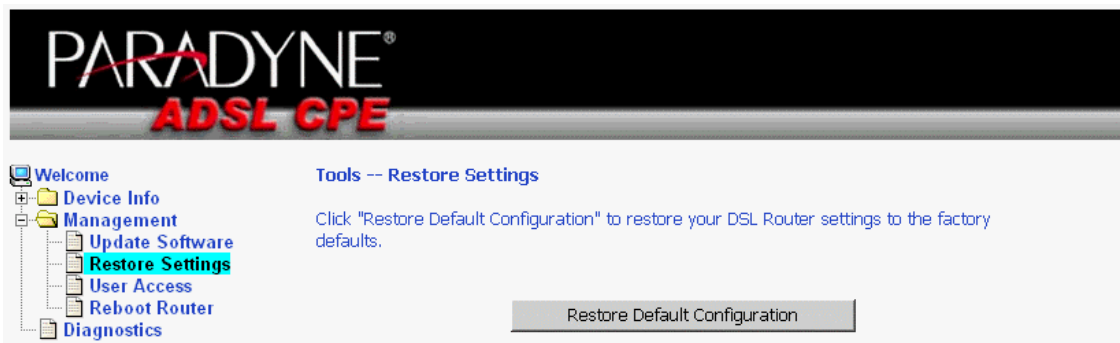 PARADYNE®
ADSL CPE
Welcome
Device Info
Management
Update Software
Restore Settings
User Access
Reboot Router
Diagnostics
Tools -- Restore Settings
Click "Restore Default Configuration" to restore your DSL Router settings to the factory
defaults.
Restore Default Configuration